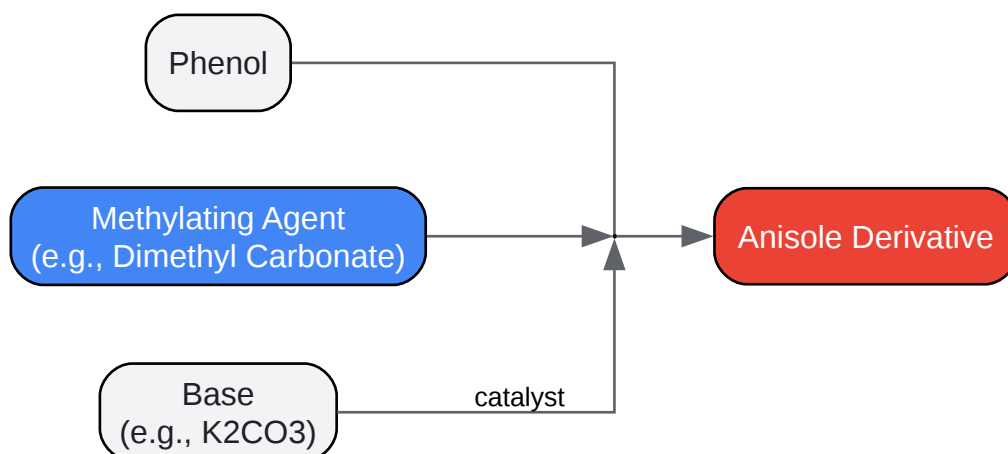 Phenol
Methylating Agent
(e.g., Dimethyl Carbonate)
Anisole Derivative
Base
(e.g., K2CO3)
catalyst